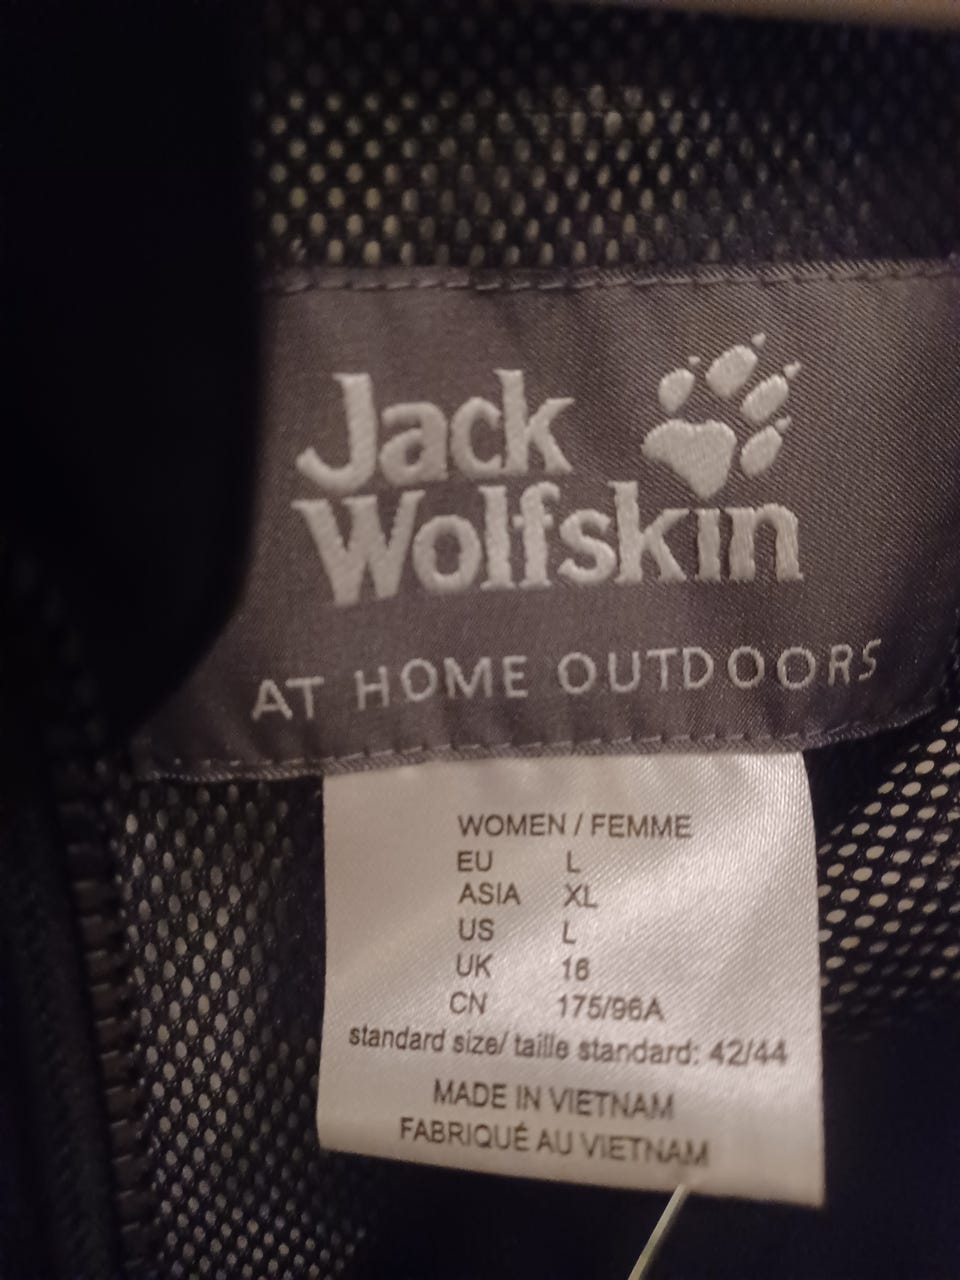 Jack
Wolfskin
AT HOME OUTDOORS
WOMEN / FEMME
EU L
ASIA XL
US L
UK 16
CN 175/96A
standard size/ taille standard: 42/44
MADE IN VIETNAM
FABRIQUÉ AU VIETNAM